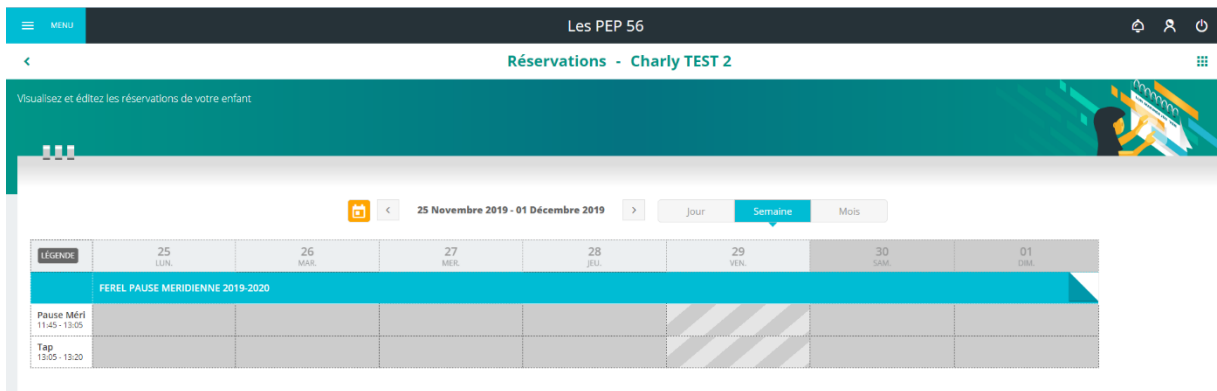 MENU
Les PEP 56
Réservations - Charly TEST 2
Visualisez et éditez les réservations de votre enfant
25 Novembre 2019 - 01 Décembre 2019
Jour
Semaine
Mois
LÉGENDE
25
LUN.
26
MAR.
27
MER.
28
JEU.
29
VEN.
30
SAM.
01
DIM.
FEREL PAUSE MERIDIENNE 2019-2020
Pause Méri
11:45 - 13:05
Tap
13:05 - 13:20